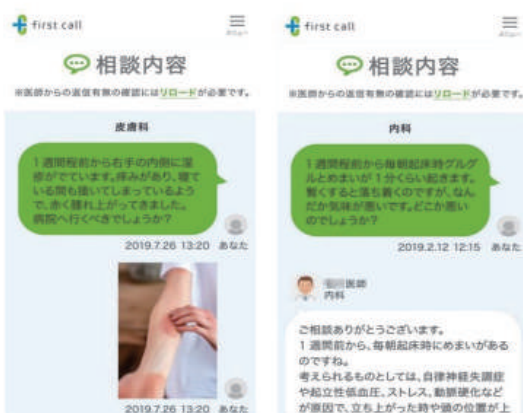 first call
メニュー
相談内容
※医師からの返信有無の確認にはリロードが必要です。
皮膚科
1週間程前から右手の内側に湿
疹がでています。痒みがあり、寝て
いる間も掻いてしまっているよう
で、赤く腫れ上がってきました。
病院へ行くべきでしょうか?
2019.7.26 13:20 あなた
2019.7.26 13:20 あなた
first call
メニュー
相談内容
※医師からの返信有無の確認にはリロードが必要です。
内科
1週間程前から毎朝起床時グルグ
ルとめまいが1分くらい起きます。
暫くすると落ち着くのですが、なん
だか気味が悪いです。どこか悪い
のでしょうか?
2019.2.12 12:15 あなた
医師
内科
ご相談ありがとうございます。
1週間前から、毎朝起床時にめまいがある
のですね。
考えられるものとしては、自律神経失調症
や起立性低血圧、ストレス、動脈硬化など
が原因で、立ち上がった時や頭の位置が上